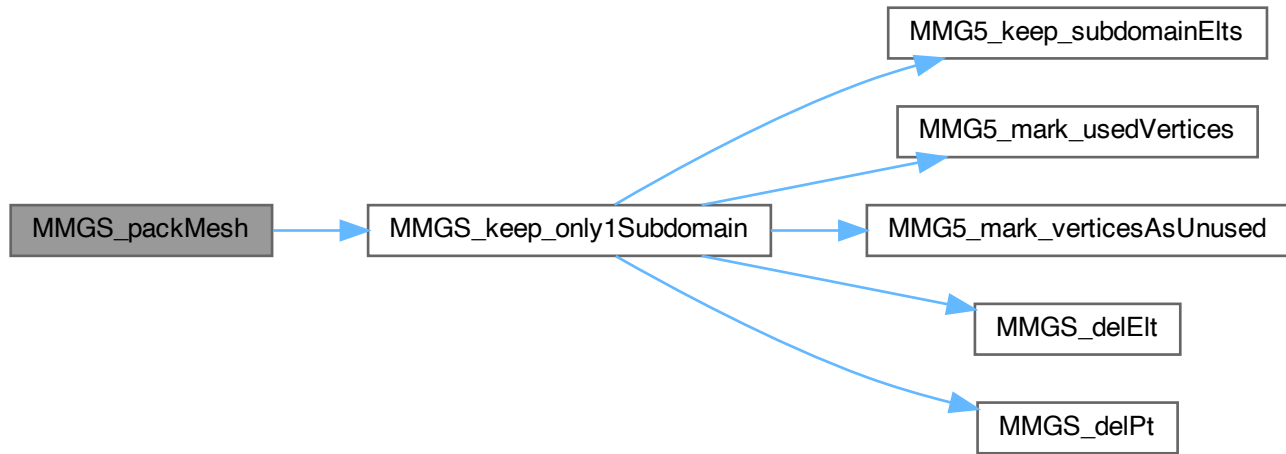 MMGS_packMesh
MMGS_keep_only1Subdomain
MMG5_keep_subdomainElts
MMG5_mark_usedVertices
MMG5_mark_verticesAsUnused
MMGS_delElt
MMGS_delPt